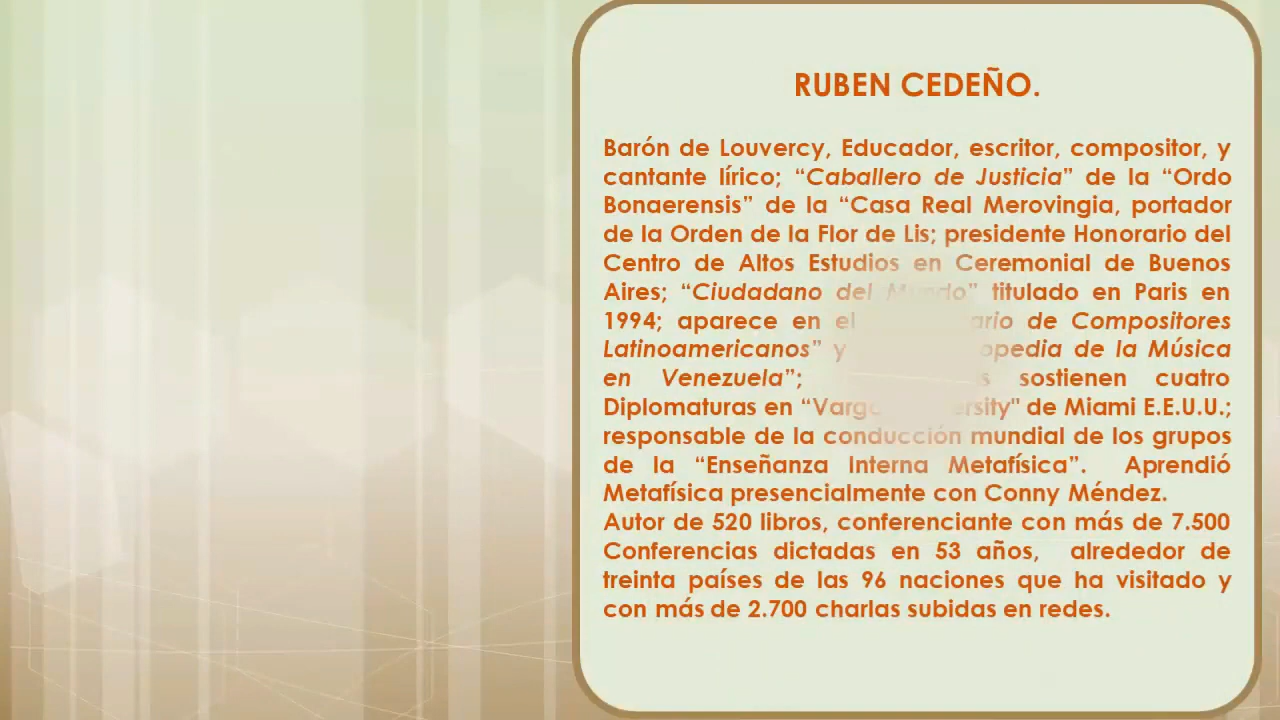 RUBEN CEDEÑO.
Barón de Louvercy, Educador, escritor, compositor, y
cantante lírico; “Caballero de Justicia” de la “Ordo
Bonaerensis” de la “Casa Real Merovingia, portador
de la Orden de la Flor de Lis; presidente Honorario del
Centro de Altos Estudios en Ceremonial de Buenos
Aires; “Ciudadano del Mundo” titulado en Paris en
1994; aparece en el de Compositores
Latinoamericanos” y de la Música
en Venezuela”; sostienen cuatro
Diplomaturas en de Miami E.E.U.U.;
responsable de la conducción mundial de los grupos
de la “Enseñanza Interna Metafísica”. Aprendió
Metafísica presencialmente con Conny Méndez.
Autor de 520 libros, conferenciante con más de 7.500
Conferencias dictadas en 53 años, alrededor de
treinta países de las 96 naciones que ha visitado y
con más de 2.700 charlas subidas en redes.